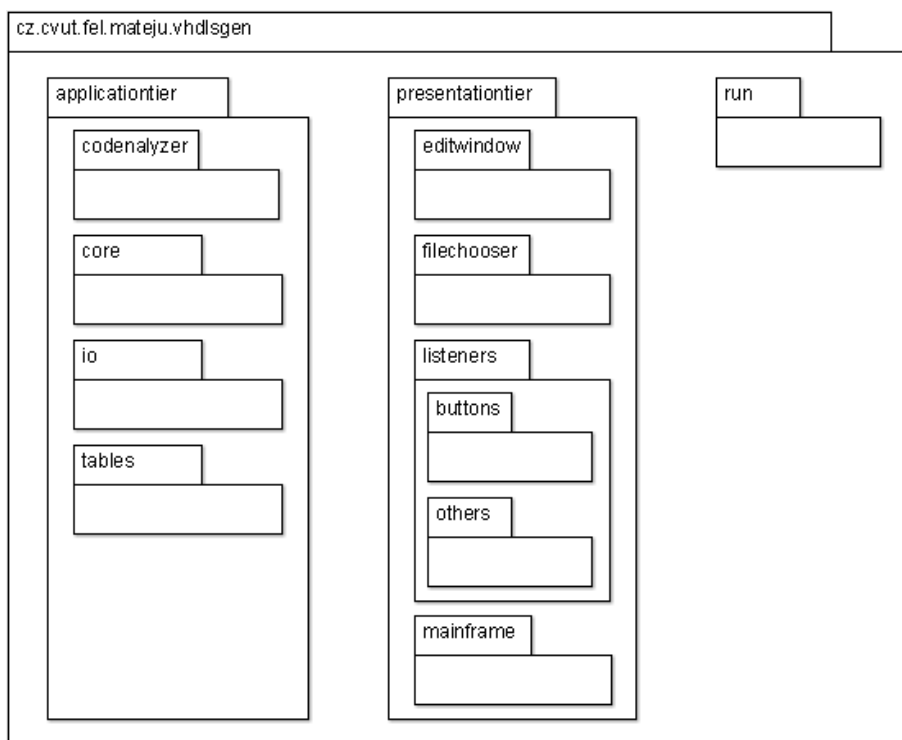 cz.cvut.fel.mateju.vhdlsgen
applicationtier
codenalyzer
core
io
tables
presentationtier
editwindow
filechooser
listeners
buttons
others
mainframe
run